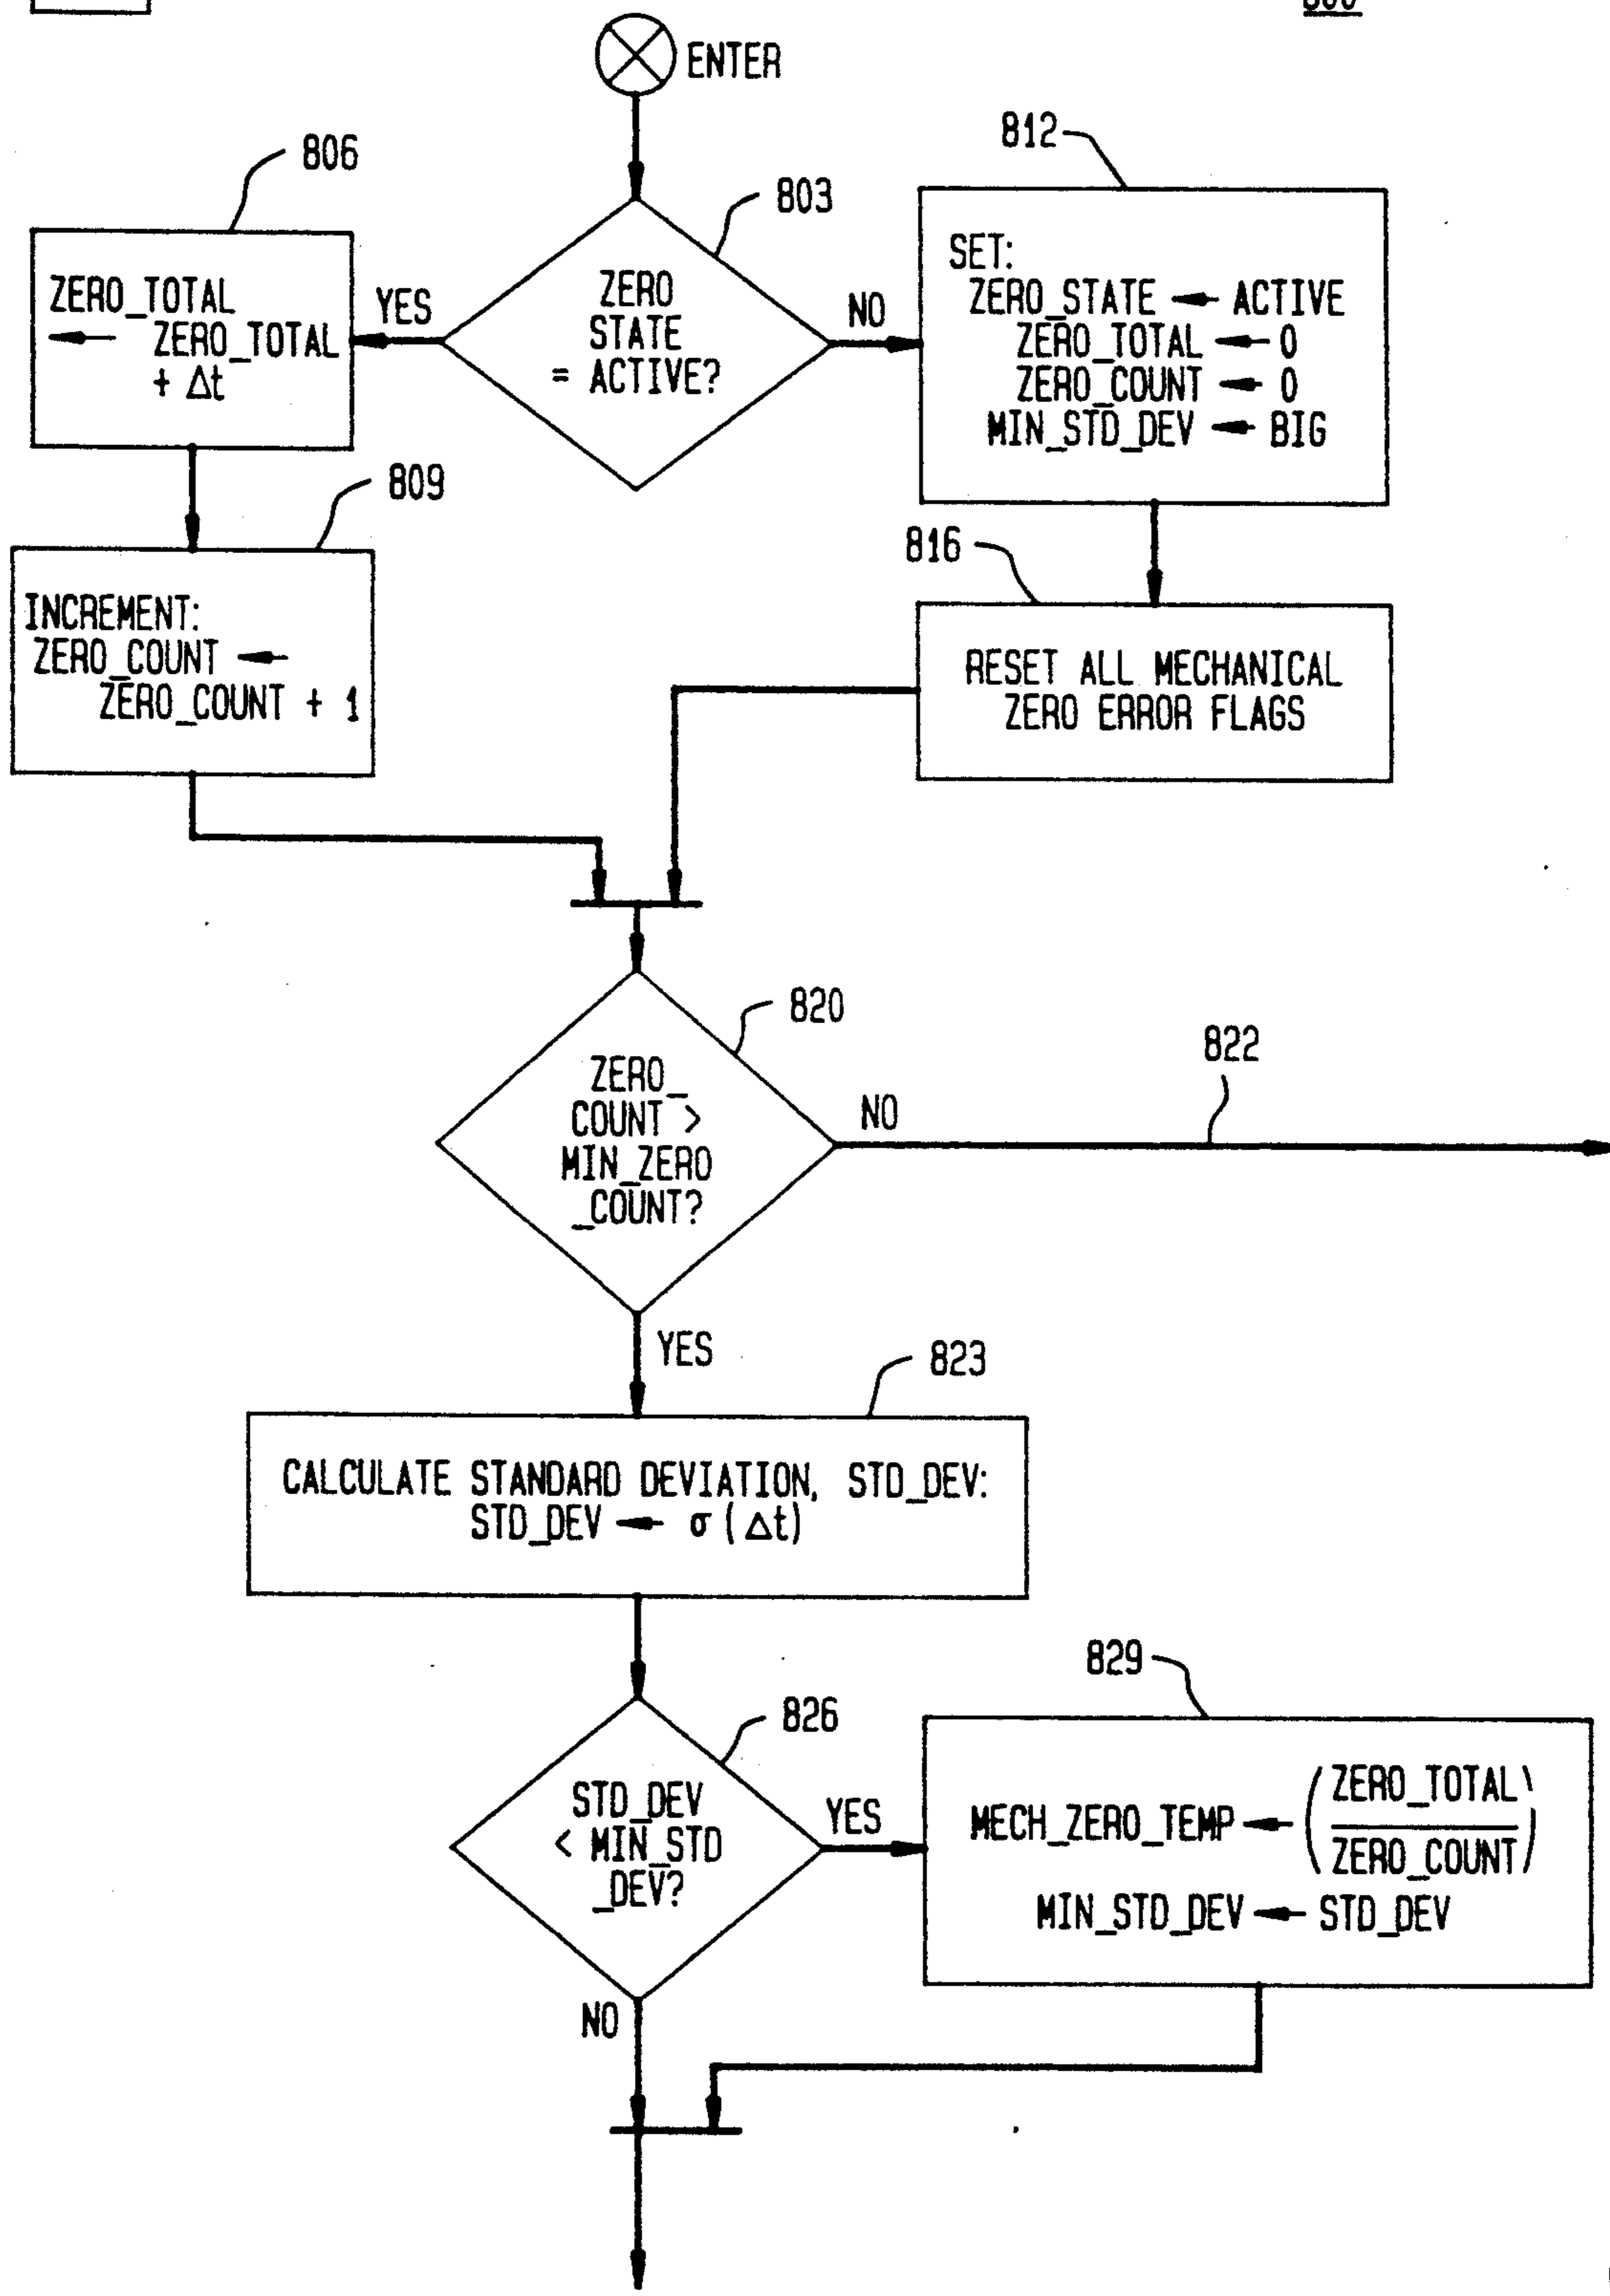 ENTER
806
803
812
ZERO_TOTAL
← ZERO_TOTAL
+ Δt
YES
ZERO
STATE
= ACTIVE?
NO
SET:
ZERO_STATE ← ACTIVE
ZERO_TOTAL ← 0
ZERO_COUNT ← 0
MIN_STD_DEV ← BIG
809
816
INCREMENT:
ZERO_COUNT ←
ZERO_COUNT + 1
RESET ALL MECHANICAL
ZERO ERROR FLAGS
820
822
ZERO_
COUNT >
MIN_ZERO
_COUNT?
NO
YES
823
CALCULATE STANDARD DEVIATION, STD_DEV:
STD_DEV ← σ (Δt)
826
829
STD_DEV
< MIN_STD
_DEV?
YES
MECH_ZERO_TEMP ← (ZERO_TOTAL
ZERO_COUNT)
MIN_STD_DEV ← STD_DEV
NO